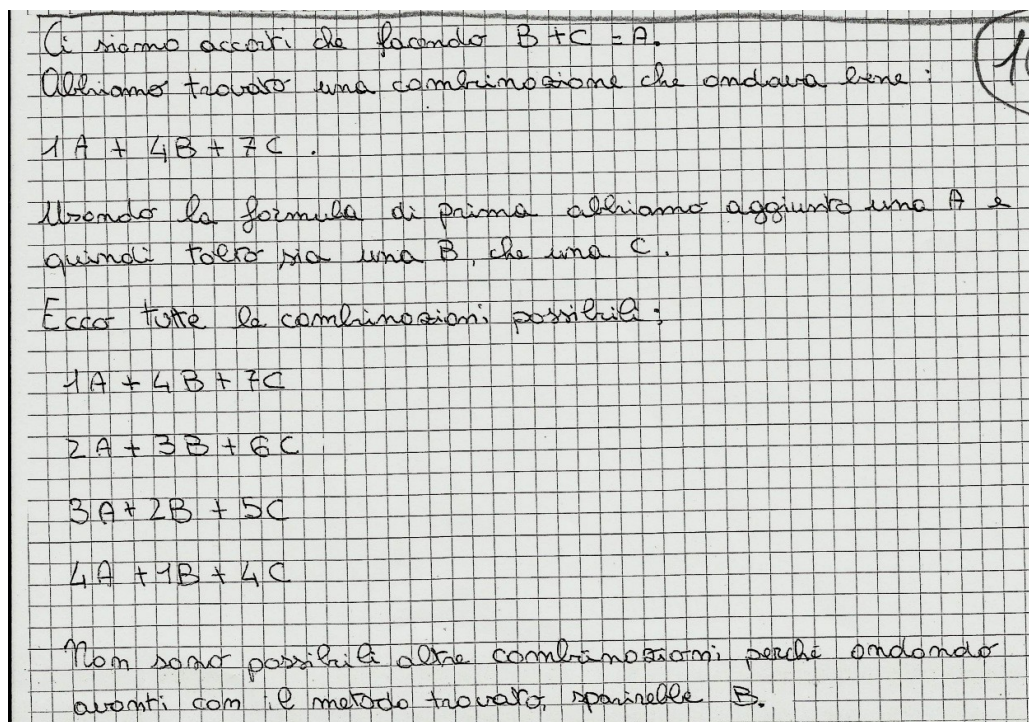 Ci siamo accorti che facendo B+C = A.
Abbiamo trovato una combinazione che andava bene:
1A + 4B + 7C.
Usando la formula di prima abbiamo aggiunto una A e
quindi tolto sia una B, che una C.
Ecco tutte le combinazioni possibili:
1A + 4B + 7C
2A + 3B + 6C
3A + 2B + 5C
4A + 1B + 4C
Non sono possibili altre combinazioni perché andando
avanti con il metodo trovato, sparirebbe B.